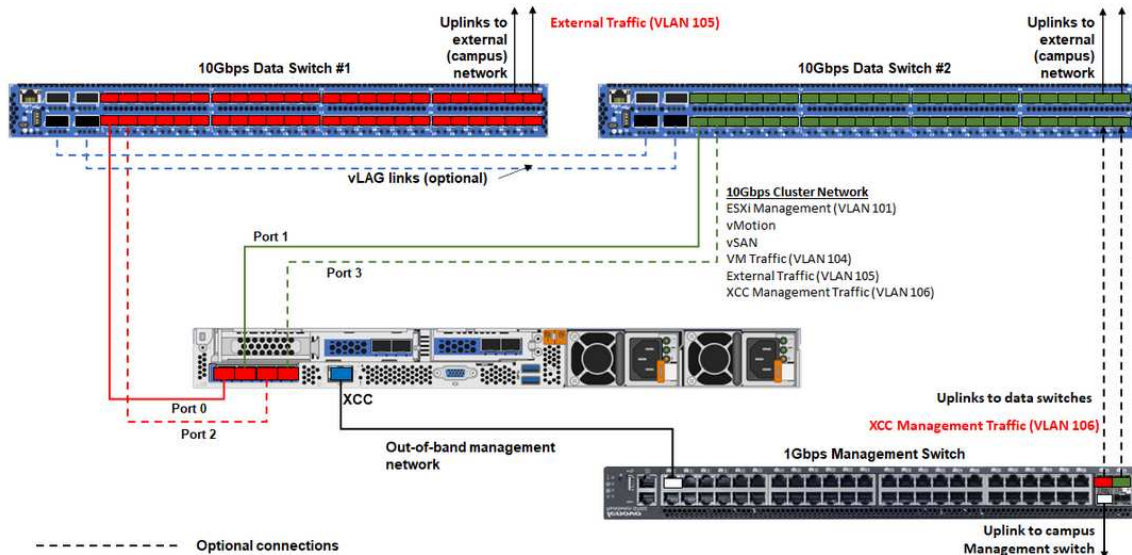 Uplinks to
external
(campus)
network
External Traffic (VLAN 105)
Uplinks to
external
(campus)
network
10Gbps Data Switch #1
10Gbps Data Switch #2
vLAG links (optional)
10Gbps Cluster Network
ESXi Management (VLAN 101)
vMotion
vSAN
VM Traffic (VLAN 104)
External Traffic (VLAN 105)
XCC Management Traffic (VLAN 106)
Port 1
Port 3
XCC
Port 0
Port 2
Out-of-band management
network
Uplinks to data switches
XCC Management Traffic (VLAN 106)
1Gbps Management Switch
Uplink to campus
Management switch
Optional connections